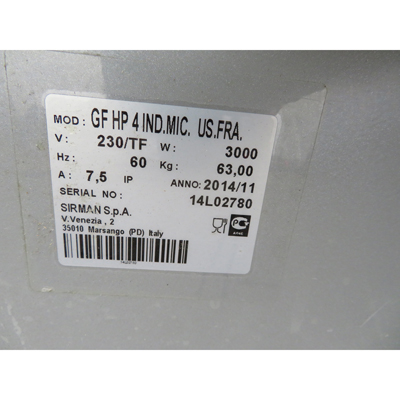 MOD: GF HP 4 IND.MIC. US.FRA.
V: 230/TF W: 3000
Hz: 60 Kg: 63,00
A: 7,5 IP ANNO: 2014/11
SERIAL NO: 14L02780
SIRMAN S.p.A.
V.Venezia , 2
35010 Marsango (PD) Italy